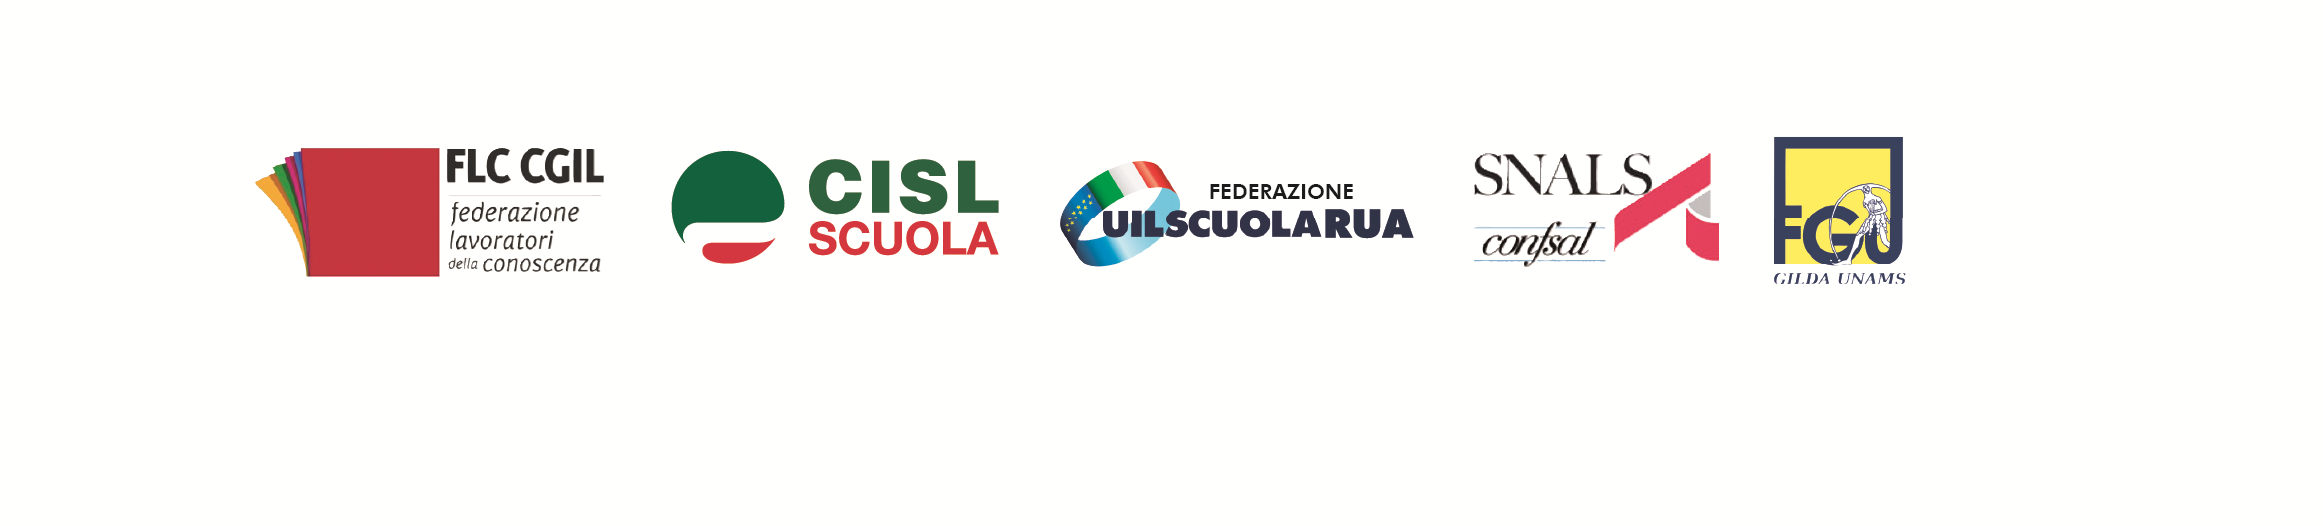 FLC CGIL
federazione
lavoratori
della conoscenza
CISL
SCUOLA
FEDERAZIONE
UILSCUOLARUA
SNALS
confsal
FGU
GILDA UNAMS